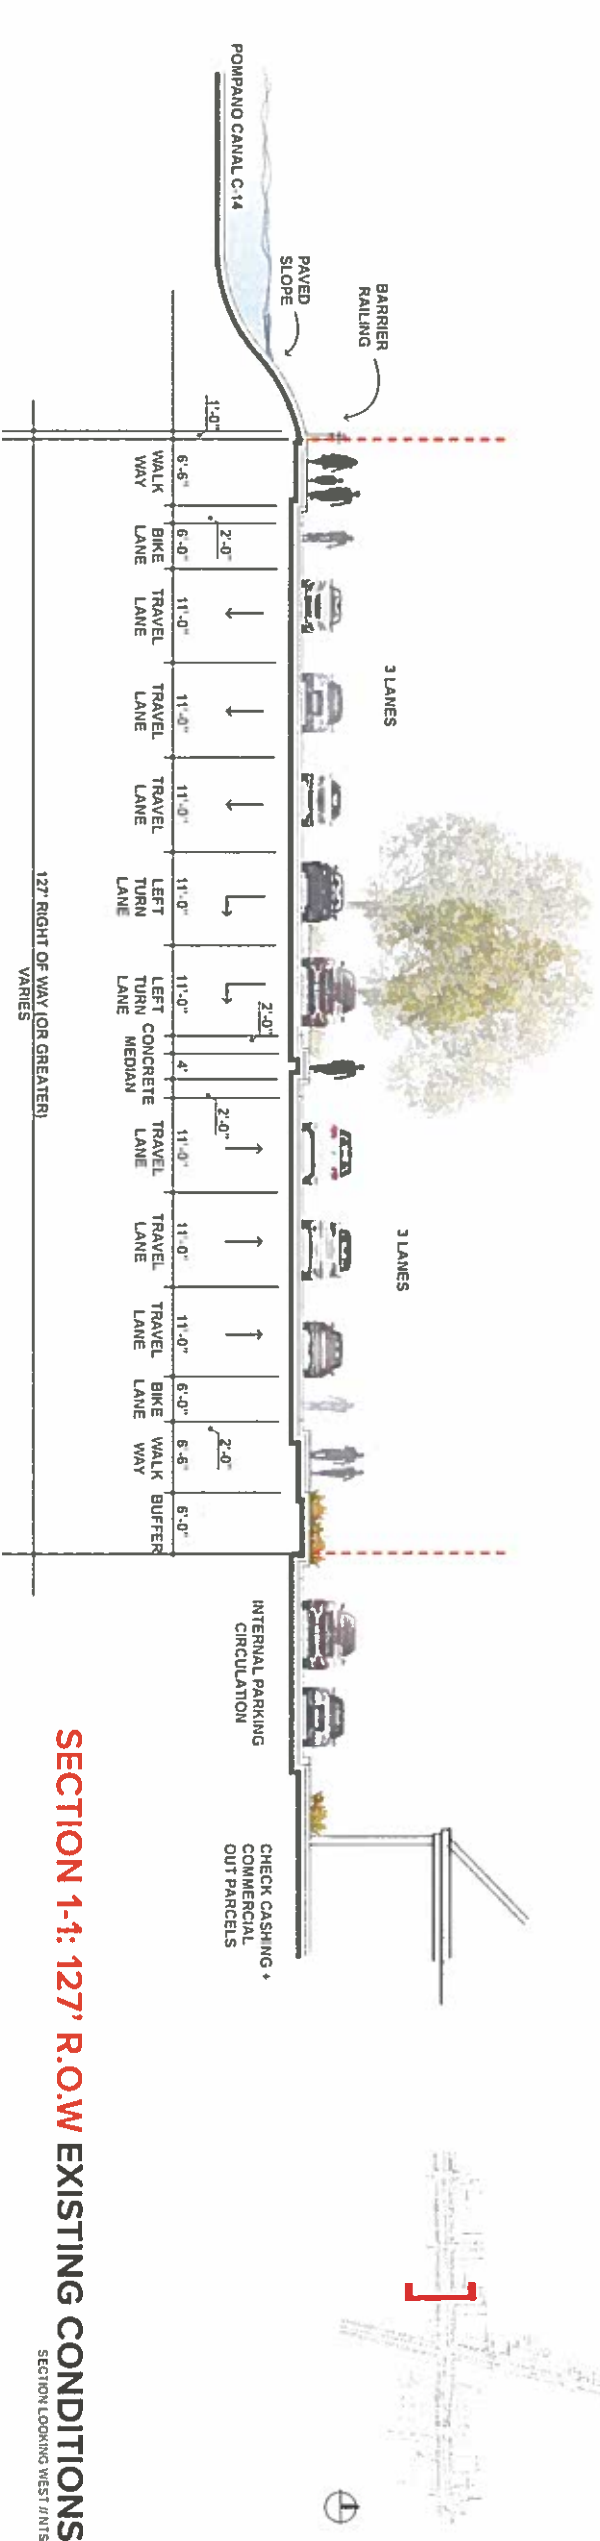 POMPANO CANAL C-14
PAVED
SLOPE
BARRIER
RAILING
3 LANES
3 LANES
1'-0"
2'-0"
2'-0"
2'-0"
2'-0"
6'-6"
6'-0"
11'-0"
11'-0"
11'-0"
11'-0"
11'-0"
4'
11'-0"
11'-0"
11'-0"
6'-0"
6'-6"
6'-0"
WALK
WAY
BIKE
LANE
TRAVEL
LANE
TRAVEL
LANE
TRAVEL
LANE
LEFT
TURN
LANE
LEFT
TURN
LANE
CONCRETE
MEDIAN
TRAVEL
LANE
TRAVEL
LANE
TRAVEL
LANE
BIKE
LANE
WALK
WAY
BUFFER
127' RIGHT OF WAY (OR GREATER)
VARIES
INTERNAL PARKING
CIRCULATION
CHECK CASHING +
COMMERCIAL
OUT PARCELS
SECTION 1-1: 127' R.O.W EXISTING CONDITIONS
SECTION LOOKING WEST // NTS